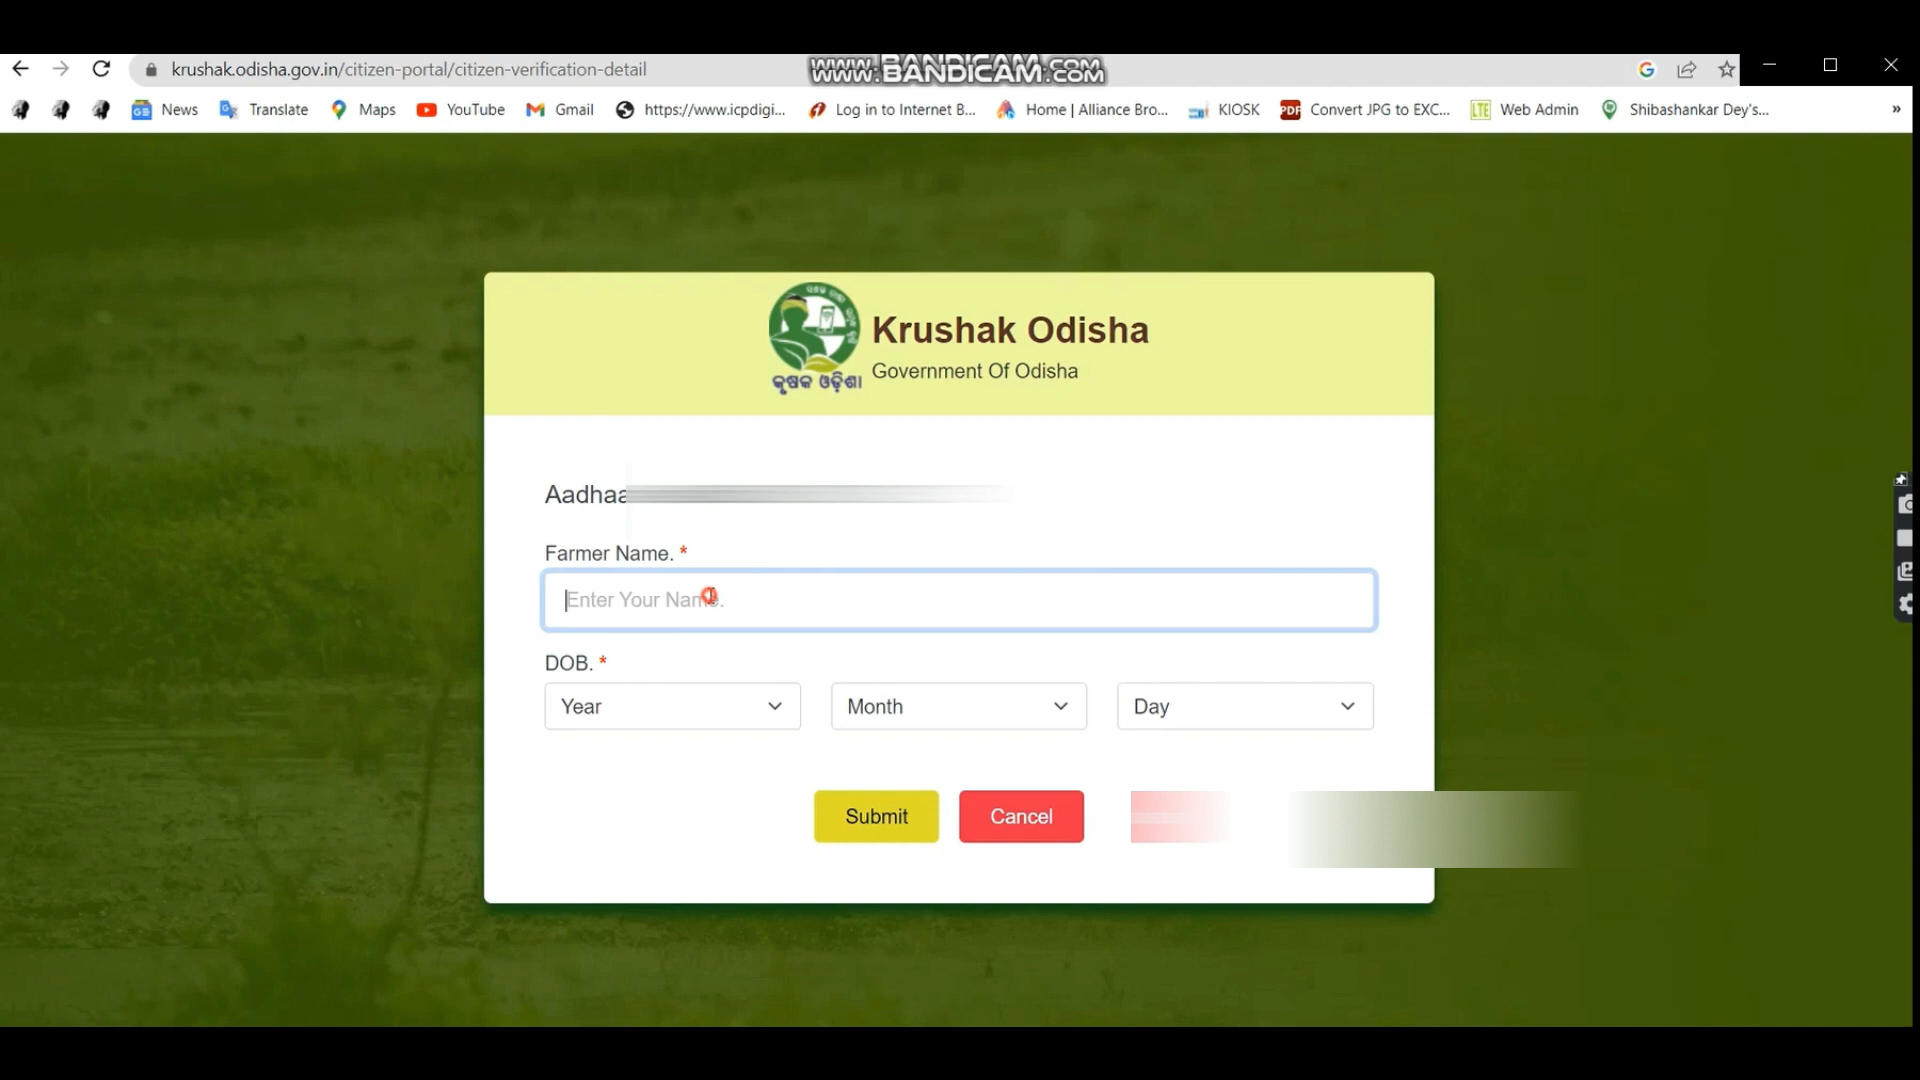 krushak.odisha.gov.in/citizen-portal/citizen-verification-detail
www.BANDICAM.com
News Translate Maps YouTube Gmail https://www.icpdigi... Log in to Internet B... Home | Alliance Bro... KIOSK PDF Convert JPG to EXC... LTE Web Admin Shibashankar Dey's... »
Krushak Odisha
Government Of Odisha
କୃଷକ ଓଡ଼ିଶା
Aadhaa
Farmer Name. *
Enter Your Name.
DOB. *
Year Month Day
Submit Cancel